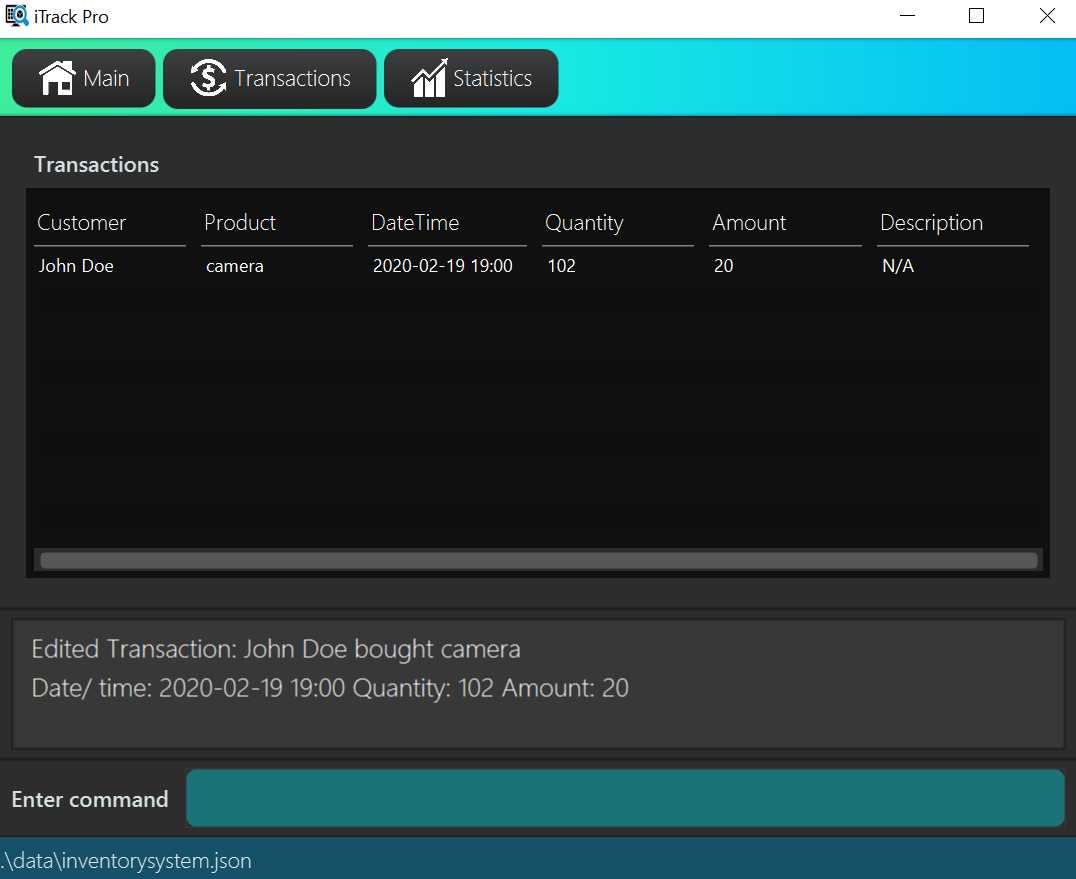 iTrack Pro
Main Transactions Statistics
Transactions
Customer Product DateTime Quantity Amount Description
John Doe camera 2020-02-19 19:00 102 20 N/A
Edited Transaction: John Doe bought camera
Date/ time: 2020-02-19 19:00 Quantity: 102 Amount: 20
Enter command
.\data\inventorysystem.json